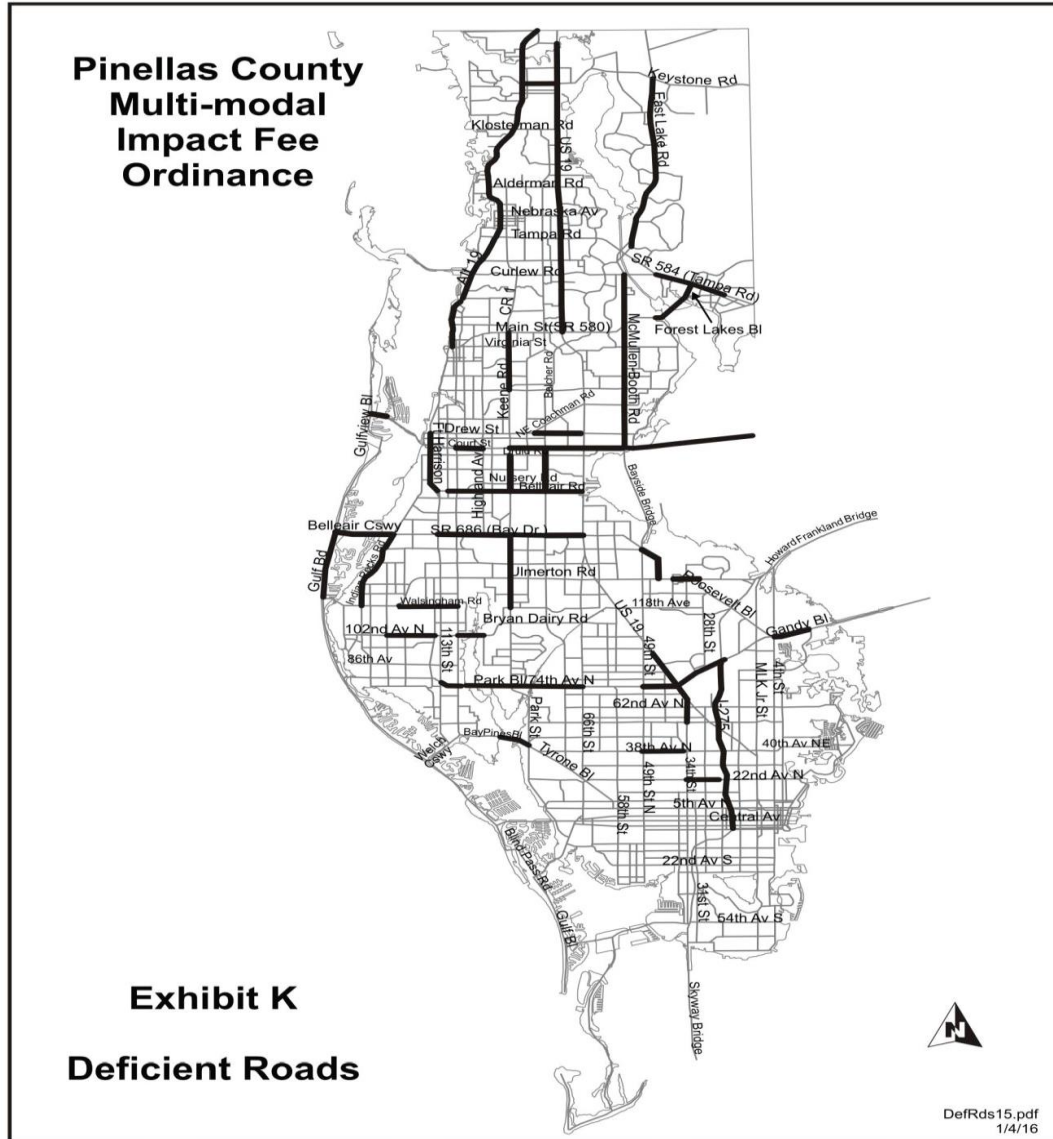 Pinellas County
Multi-modal
Impact Fee
Ordinance
Keystone Rd
East Lake Rd
Klosterman Rd
US 19
Alderman Rd
Nebraska Av
Tampa Rd
Alt 19
Curlew Rd
SR 584 (Tampa Rd)
CR 1
Main St(SR 580)
Forest Lakes Bl
Virginia St
McMullen-Booth Rd
Belcher Rd
Keene Rd
NE Coachman Rd
Gulfview Bl
Drew St
Court St
Ft Harrison
Highland Av
Druid R
Nursery Rd
Belleair Rd
Bayside Bridge
Belleair Cswy
SR 686 (Bay Dr.)
Howard Frankland Bridge
Gulf Bd
Indian Rocks Rd
Ulmerton Rd
Roosevelt Bl
Walsingham Rd
118th Ave
US 19
Bryan Dairy Rd
28th St
Gandy Bl
102nd Av N
113th St
49th St
86th Av
MLK Jr St
4th St
Park Bl/74th Av N
62nd Av N
I-275
Park St
66th St
BayPinesBl
Tyrone Bl
38th Av N
40th Av NE
Welch
Cswy
34th St
22nd Av N
49th St N
58th St
5th Av N
Central Av
Blind Pass Rd
22nd Av S
31st St
54th Av S
Gulf Bl
Skyway Bridge
Exhibit K
Deficient Roads
N
DefRds15.pdf
1/4/16